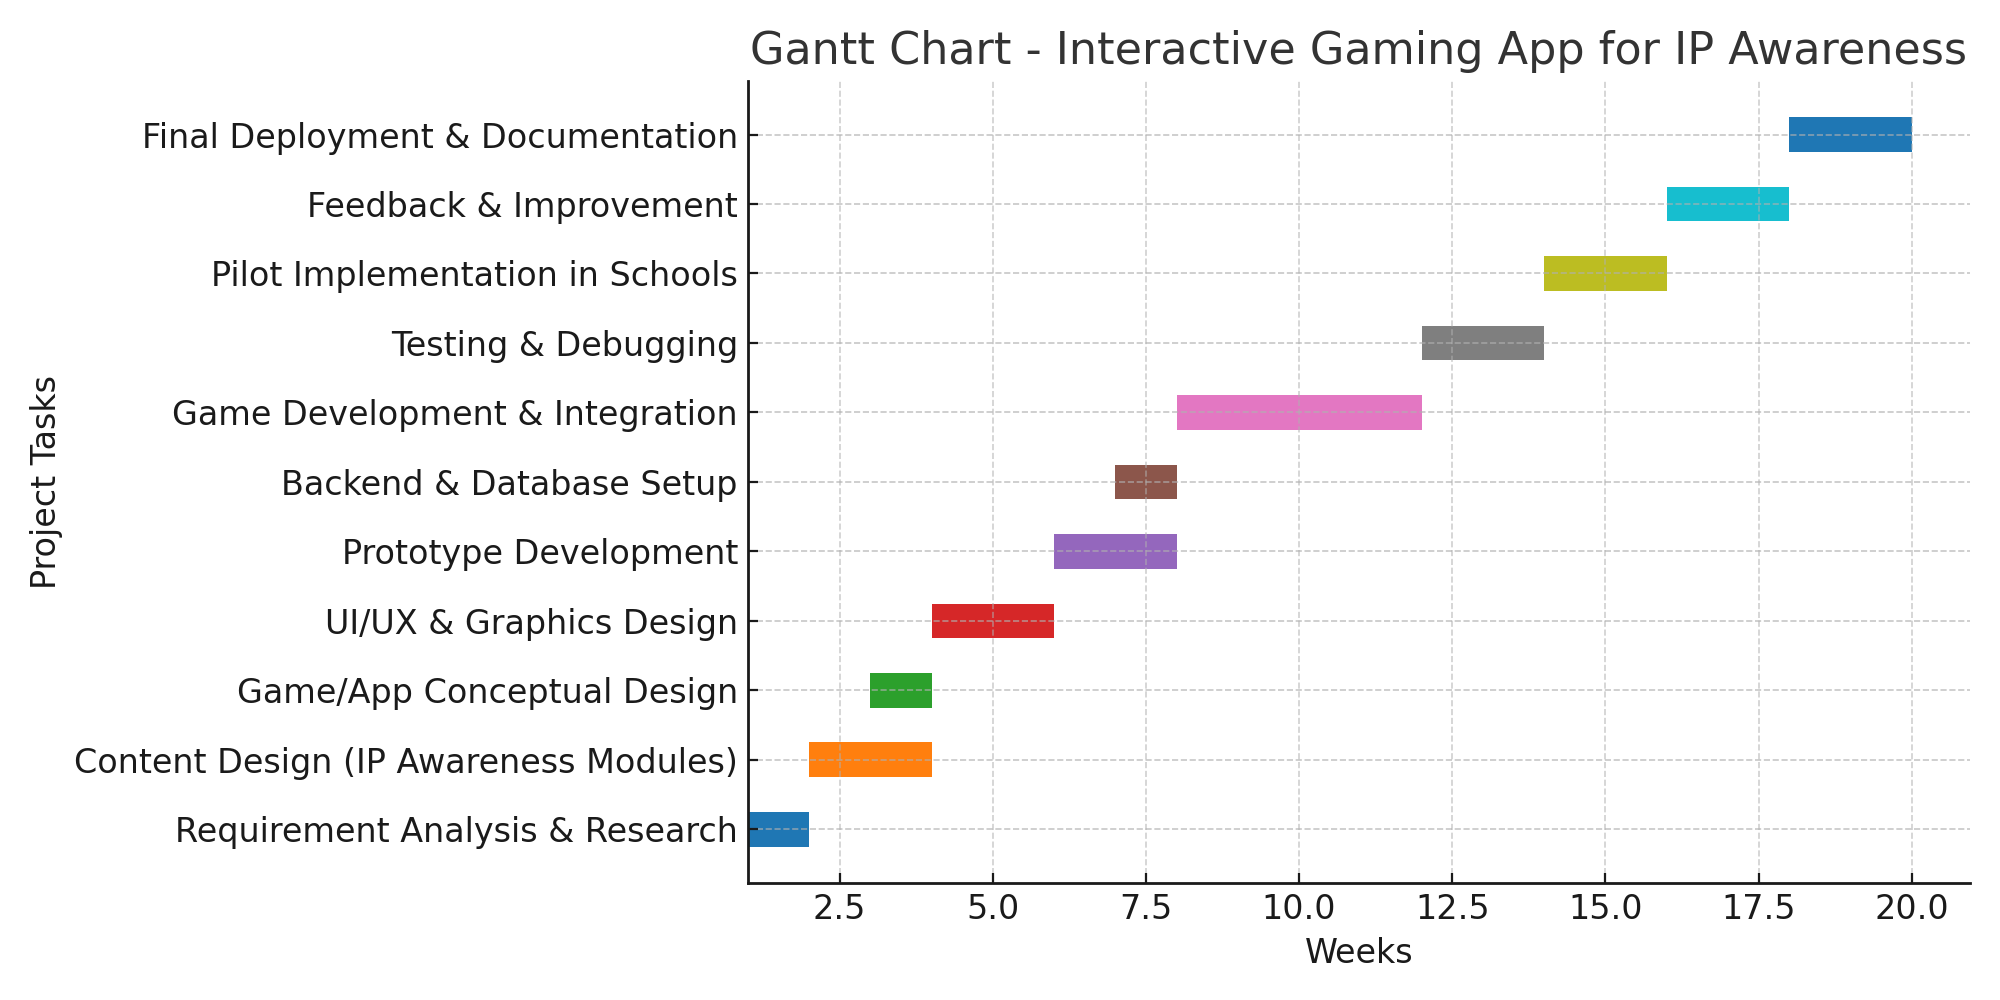 Gantt Chart - Interactive Gaming App for IP Awareness
Project Tasks
Final Deployment & Documentation
Feedback & Improvement
Pilot Implementation in Schools
Testing & Debugging
Game Development & Integration
Backend & Database Setup
Prototype Development
UI/UX & Graphics Design
Game/App Conceptual Design
Content Design (IP Awareness Modules)
Requirement Analysis & Research
2.5 5.0 7.5 10.0 12.5 15.0 17.5 20.0
Weeks